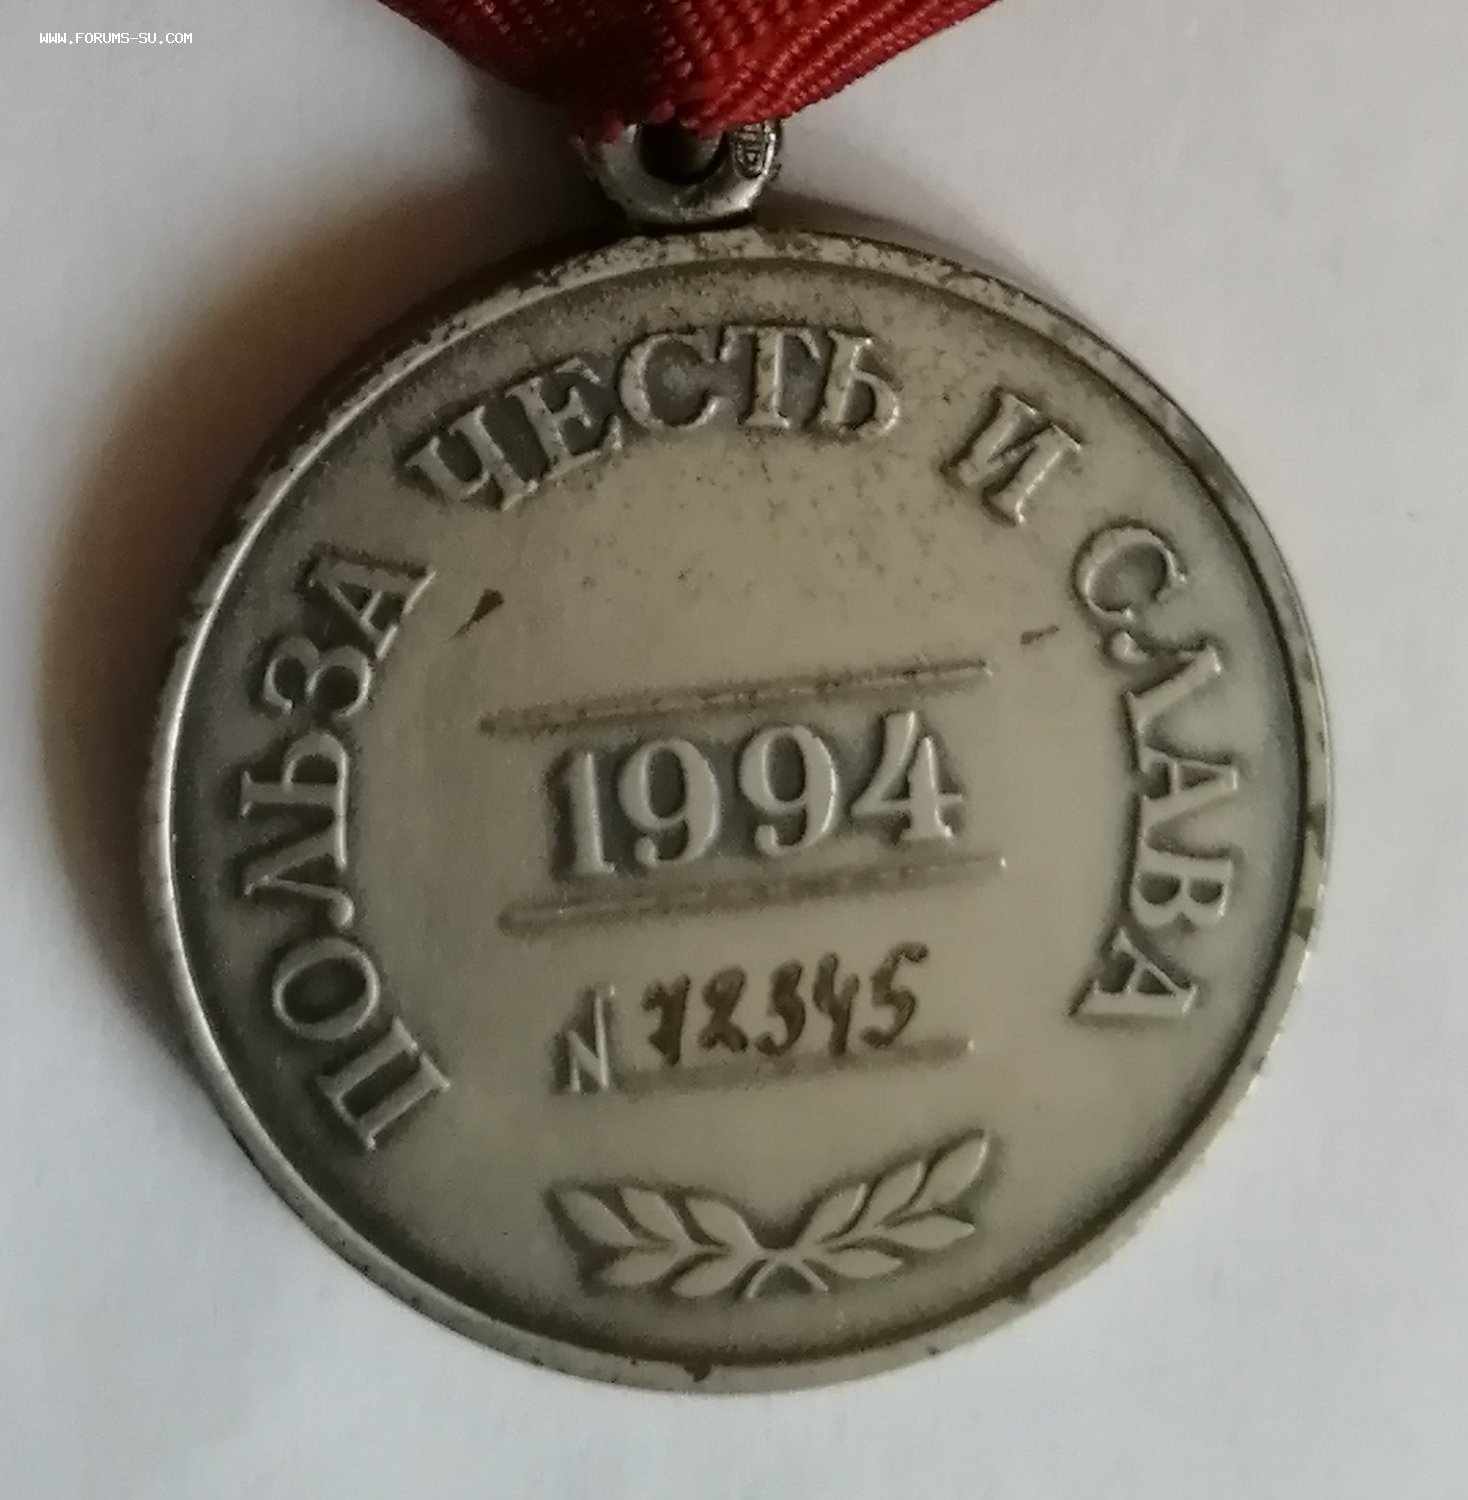 WWW.FORUMS-SU.COM
ПОЛЬЗА ЧЕСТЬ И СЛАВА
1994
N 72345